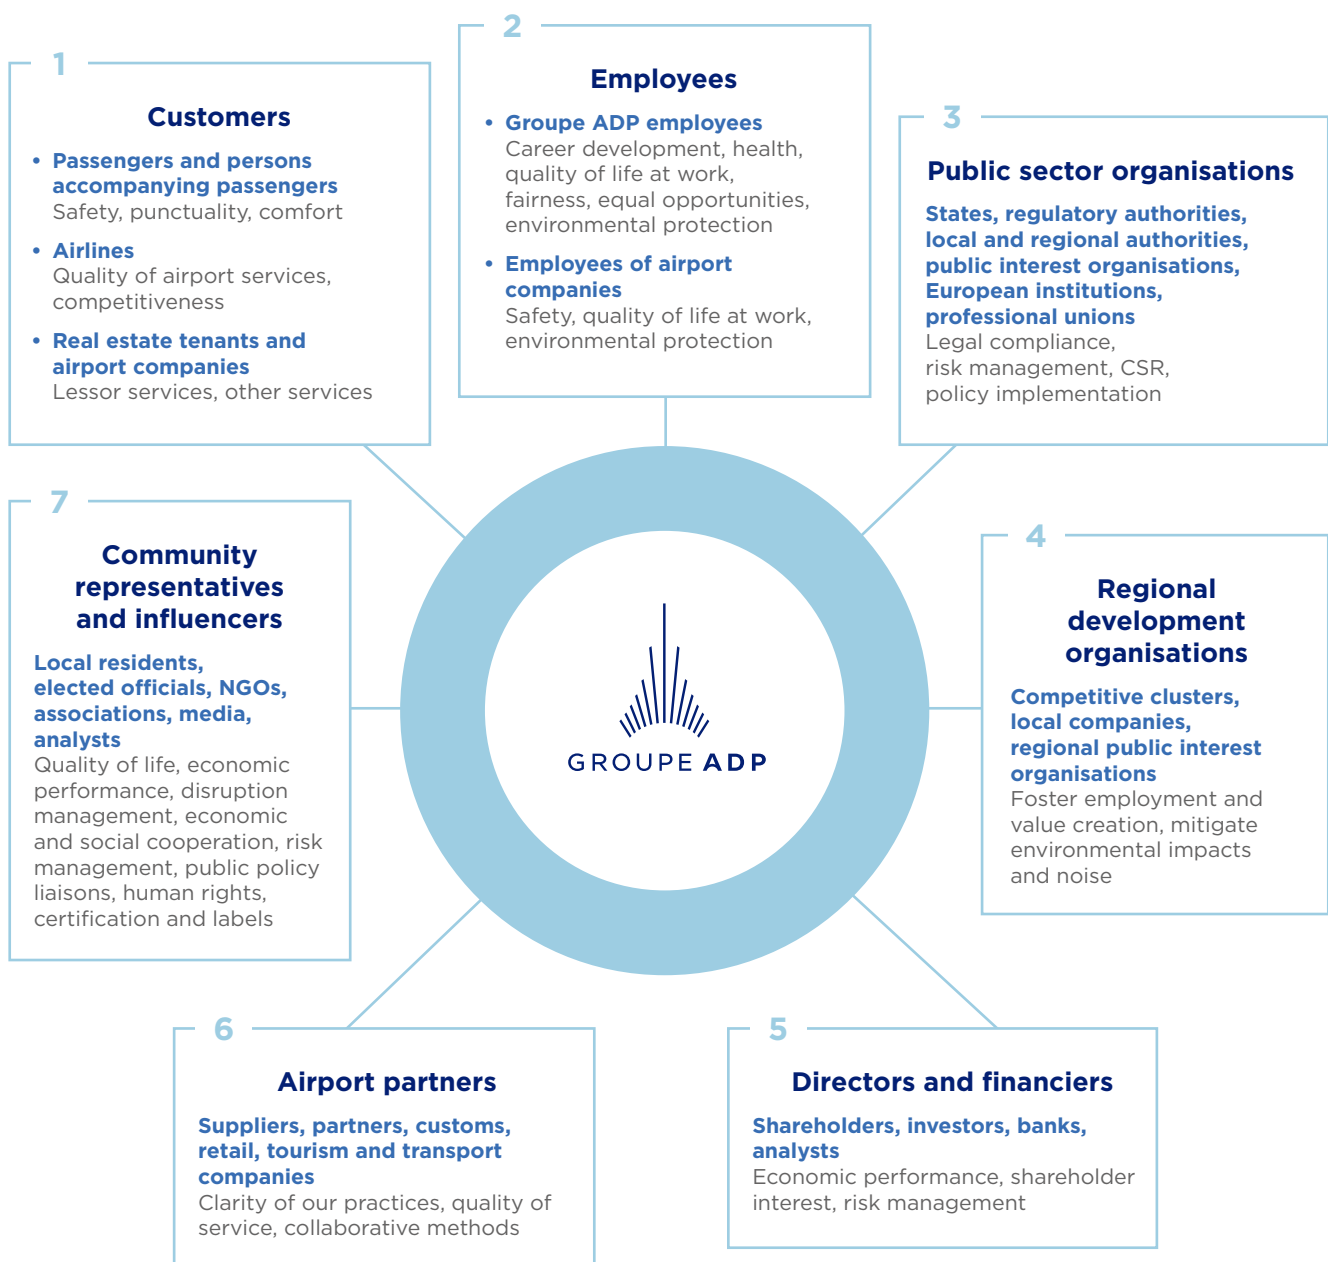 1
Customers
• Passengers and persons
accompanying passengers
Safety, punctuality, comfort
• Airlines
Quality of airport services,
competitiveness
• Real estate tenants and
airport companies
Lessor services, other services
2
Employees
• Groupe ADP employees
Career development, health,
quality of life at work,
fairness, equal opportunities,
environmental protection
• Employees of airport
companies
Safety, quality of life at work,
environmental protection
3
Public sector organisations
States, regulatory authorities,
local and regional authorities,
public interest organisations,
European institutions,
professional unions
Legal compliance,
risk management, CSR,
policy implementation
4
Regional
development
organisations
Competitive clusters,
local companies,
regional public interest
organisations
Foster employment and
value creation, mitigate
environmental impacts
and noise
5
Directors and financiers
Shareholders, investors, banks,
analysts
Economic performance, shareholder
interest, risk management
6
Airport partners
Suppliers, partners, customs,
retail, tourism and transport
companies
Clarity of our practices, quality of
service, collaborative methods
7
Community
representatives
and influencers
Local residents,
elected officials, NGOs,
associations, media,
analysts
Quality of life, economic
performance, disruption
management, economic
and social cooperation, risk
management, public policy
liaisons, human rights,
certification and labels
GROUPE ADP